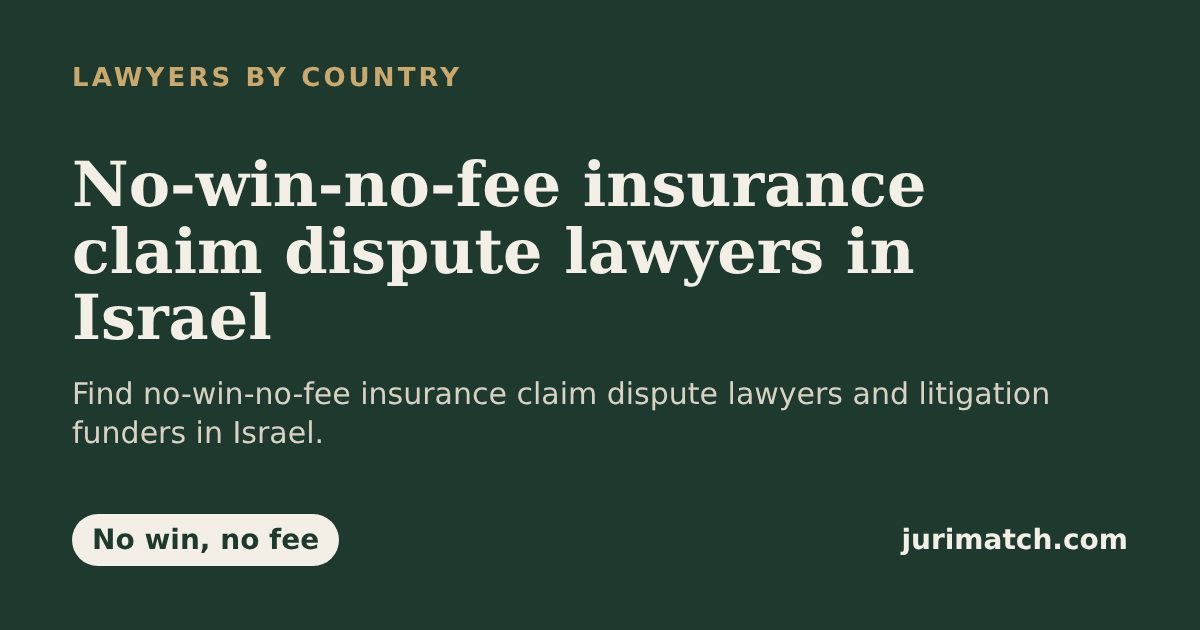 LAWYERS BY COUNTRY
No-win-no-fee insurance
claim dispute lawyers in
Israel
Find no-win-no-fee insurance claim dispute lawyers and litigation
funders in Israel.
No win, no fee
jurimatch.com